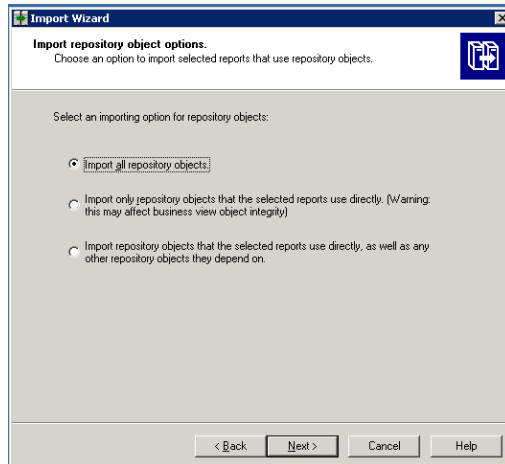 Import Wizard
Import repository object options.
Choose an option to import selected reports that use repository objects.
Select an importing option for repository objects:
Import all repository objects.
Import only repository objects that the selected reports use directly. (Warning:
this may affect business view object integrity)
Import repository objects that the selected reports use directly, as well as any
other repository objects they depend on.
< Back
Next >
Cancel
Help